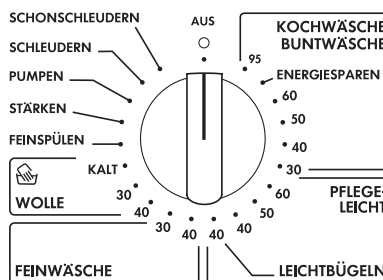 SCHONSCHLEUDERN
AUS
KOCHWÄSCHE
BUNTWÄSCHE
SCHLEUDERN
95
ENERGIESPAREN
PUMPEN
60
STÄRKEN
50
FEINSPÜLEN
40
KALT
30
30
60
WOLLE
40
50
PFLEGE-
LEICHT
30
40
40
40
FEINWÄSCHE
LEICHTBÜGELN